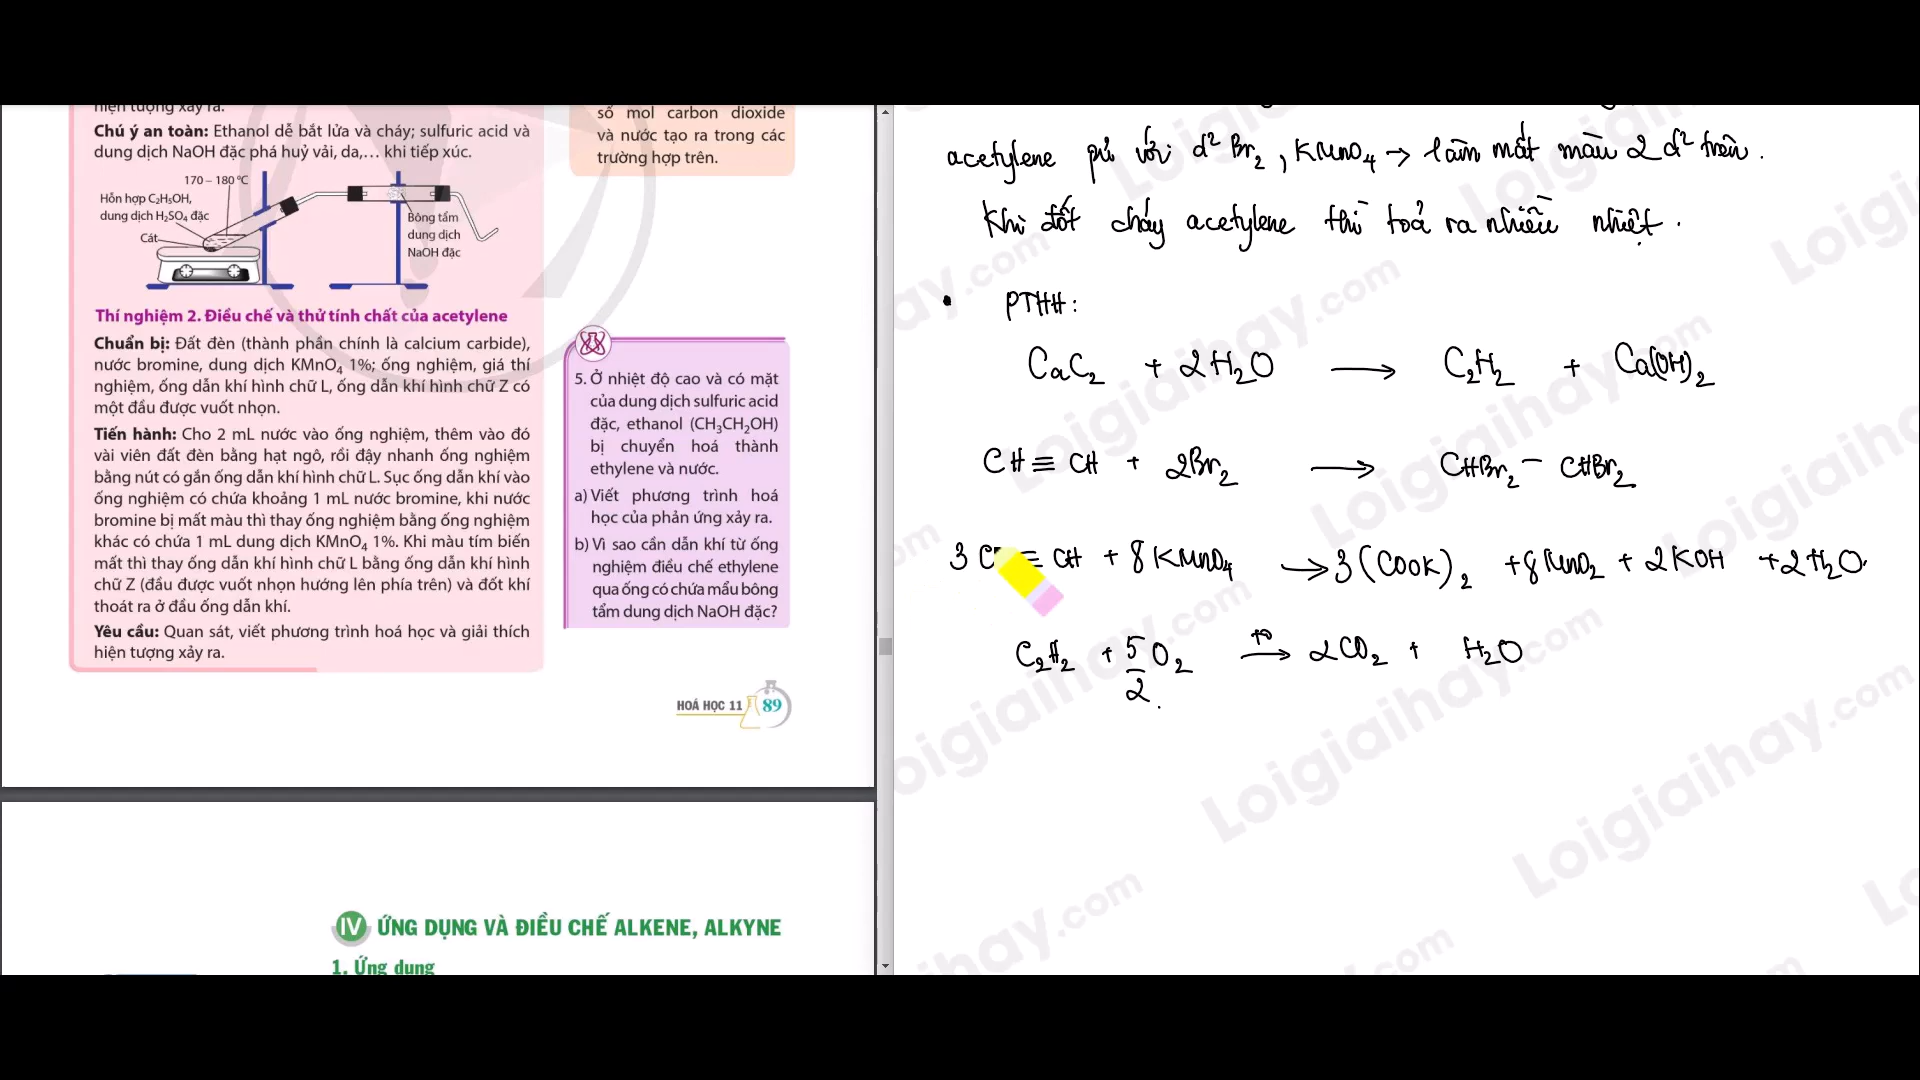 hiện tượng xảy ra.
Chú ý an toàn: Ethanol dễ bắt lửa và cháy; sulfuric acid và
dung dịch NaOH đặc phá huỷ vải, da,… khi tiếp xúc.
170 – 180 °C
Hỗn hợp C₂H₅OH,
dung dịch H₂SO₄ đặc
Cát
Bông tẩm
dung dịch
NaOH đặc
Thí nghiệm 2. Điều chế và thử tính chất của acetylene
Chuẩn bị: Đất đèn (thành phần chính là calcium carbide),
nước bromine, dung dịch KMnO₄ 1%; ống nghiệm, giá thí
nghiệm, ống dẫn khí hình chữ L, ống dẫn khí hình chữ Z có
một đầu được vuốt nhọn.
Tiến hành: Cho 2 mL nước vào ống nghiệm, thêm vào đó
vài viên đất đèn bằng hạt ngô, rồi đậy nhanh ống nghiệm
bằng nút có gắn ống dẫn khí hình chữ L. Sục ống dẫn khí vào
ống nghiệm có chứa khoảng 1 mL nước bromine, khi nước
bromine bị mất màu thì thay ống nghiệm bằng ống nghiệm
khác có chứa 1 mL dung dịch KMnO₄ 1%. Khi màu tím biến
mất thì thay ống dẫn khí hình chữ L bằng ống dẫn khí hình
chữ Z (đầu được vuốt nhọn hướng lên phía trên) và đốt khí
thoát ra ở đầu ống dẫn khí.
Yêu cầu: Quan sát, viết phương trình hoá học và giải thích
hiện tượng xảy ra.
số mol carbon dioxide
và nước tạo ra trong các
trường hợp trên.
5. Ở nhiệt độ cao và có mặt
của dung dịch sulfuric acid
đặc, ethanol (CH₃CH₂OH)
bị chuyển hoá thành
ethylene và nước.
a) Viết phương trình hoá
học của phản ứng xảy ra.
b) Vì sao cần dẫn khí từ ống
nghiệm điều chế ethylene
qua ống có chứa mẩu bông
tẩm dung dịch NaOH đặc?
HOÁ HỌC 11 89
IV ỨNG DỤNG VÀ ĐIỀU CHẾ ALKENE, ALKYNE
1. Ứng dụng
acetylene pư với d² Br₂, KMnO₄ → làm mất màu 2 d² trên.
Khi đốt cháy acetylene thì toả ra nhiều nhiệt.
• PTHH:
CaC₂ + 2H₂O ⟶ C₂H₂ + Ca(OH)₂
CH ≡ CH + 2Br₂ ⟶ CHBr₂ – CHBr₂
3 C ≡ CH + 8 KMnO₄ ⟶ 3 (COOK)₂ + 8 MnO₂ + 2KOH + 2H₂O.
C₂H₂ + 5/2 O₂ t° ⟶ 2CO₂ + H₂O
Loigiaihay.com